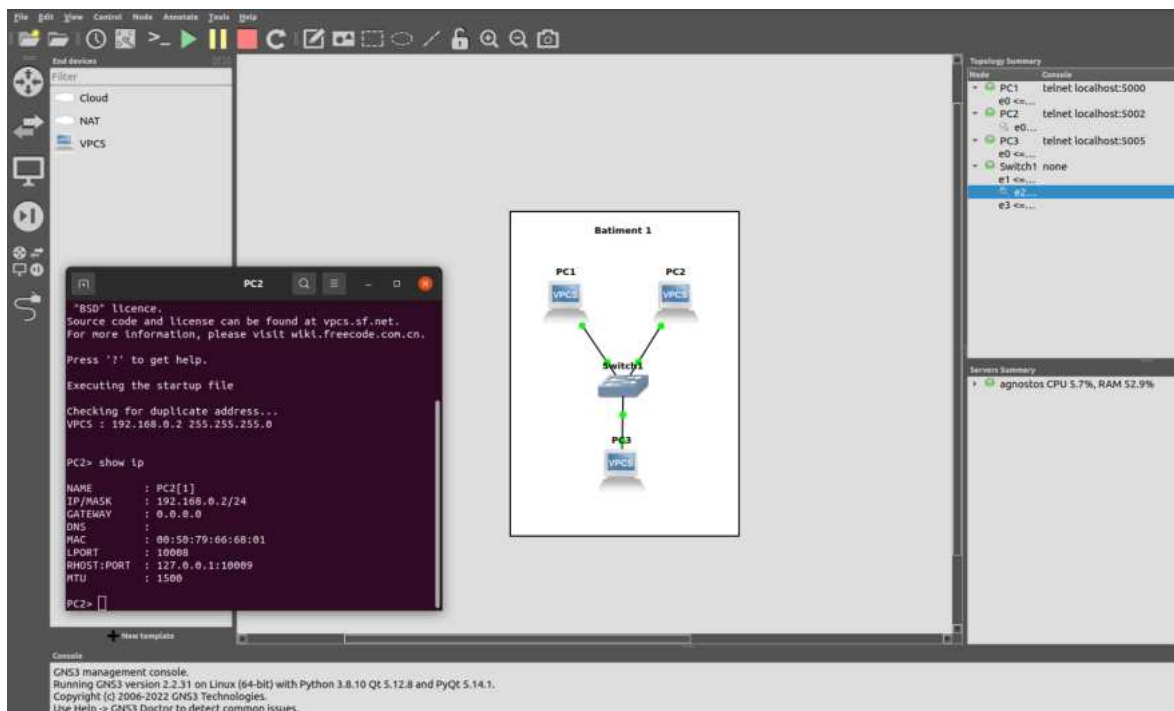 File Edit View Control Node Annotate Tools Help
End devices
Filter
Cloud
NAT
VPCS
New template
PC2
"BSD" licence.
Source code and license can be found at vpcs.sf.net.
For more information, please visit wiki.freecode.com.cn.
Press '?' to get help.
Executing the startup file
Checking for duplicate address...
VPCS : 192.168.0.2 255.255.255.0
PC2> show ip
NAME : PC2[1]
IP/MASK : 192.168.0.2/24
GATEWAY : 0.0.0.0
DNS :
MAC : 00:50:79:66:68:01
LPORT : 10008
RHOST:PORT : 127.0.0.1:10009
MTU : 1500
PC2>
Batiment 1
PC1 PC2
VPCS VPCS
Switch1
PC3
VPCS
Topology Summary
Node Console
PC1 telnet localhost:5000
e0 <=...
PC2 telnet localhost:5002
e0...
PC3 telnet localhost:5005
e0 <=...
Switch1 none
e1 <=...
e2...
e3 <=...
Servers Summary
agnostos CPU 5.7%, RAM 52.9%
Console
GNS3 management console.
Running GNS3 version 2.2.31 on Linux (64-bit) with Python 3.8.10 Qt 5.12.8 and PyQt 5.14.1.
Copyright (c) 2006-2022 GNS3 Technologies.
Use Help -> GNS3 Doctor to detect common issues.